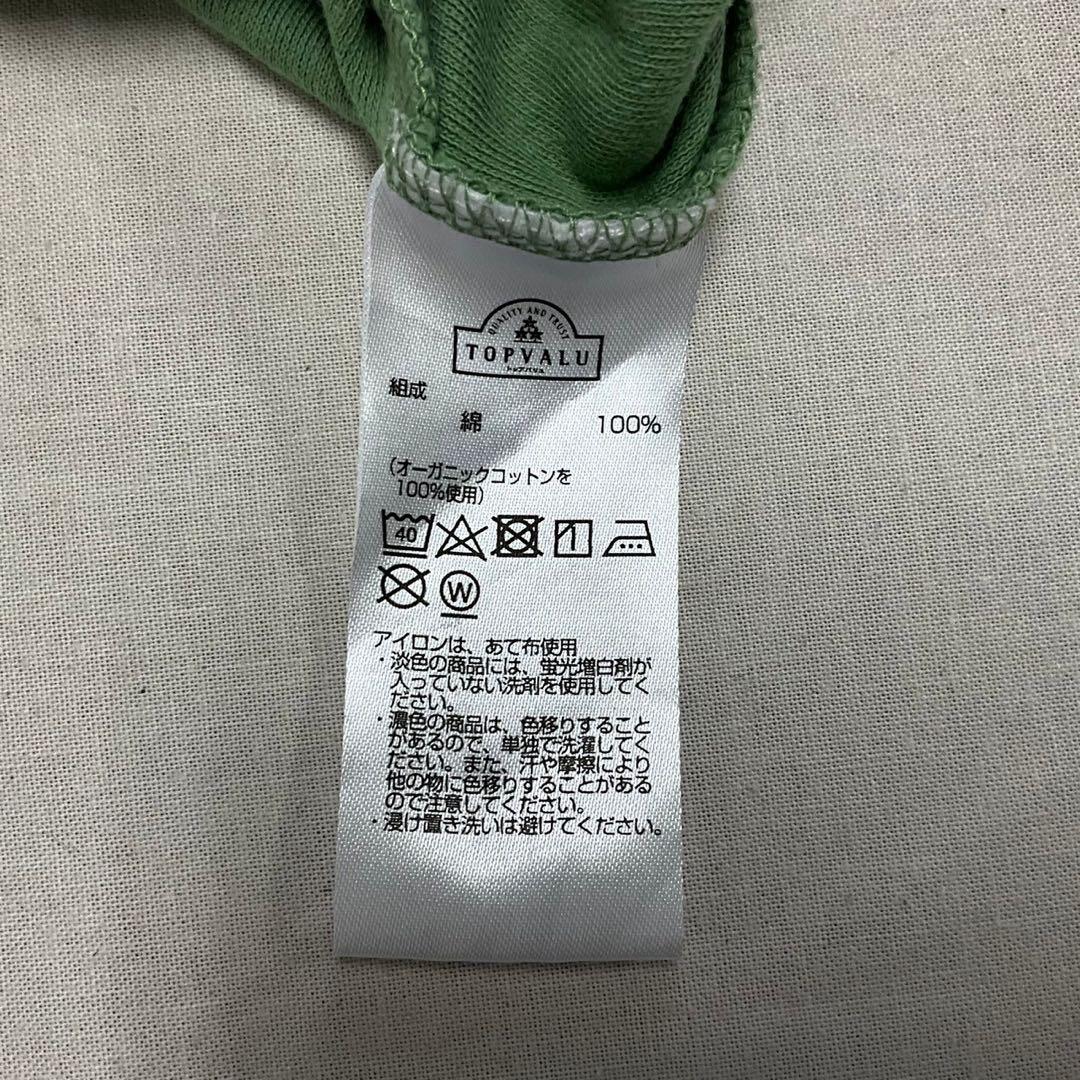 QUALITY AND TRUST
TOPVALU
トップバリュ
組成
綿 100%
(オーガニックコットンを
100%使用)
40
W
アイロンは、あて布使用
・淡色の商品には、蛍光増白剤が
入っていない洗剤を使用してく
ださい。
・濃色の商品は、色移りすること
があるので、単独で洗濯してく
ださい。また、汗や摩擦により
他の物に色移りすることがある
ので注意してください。
・浸け置き洗いは避けてください。